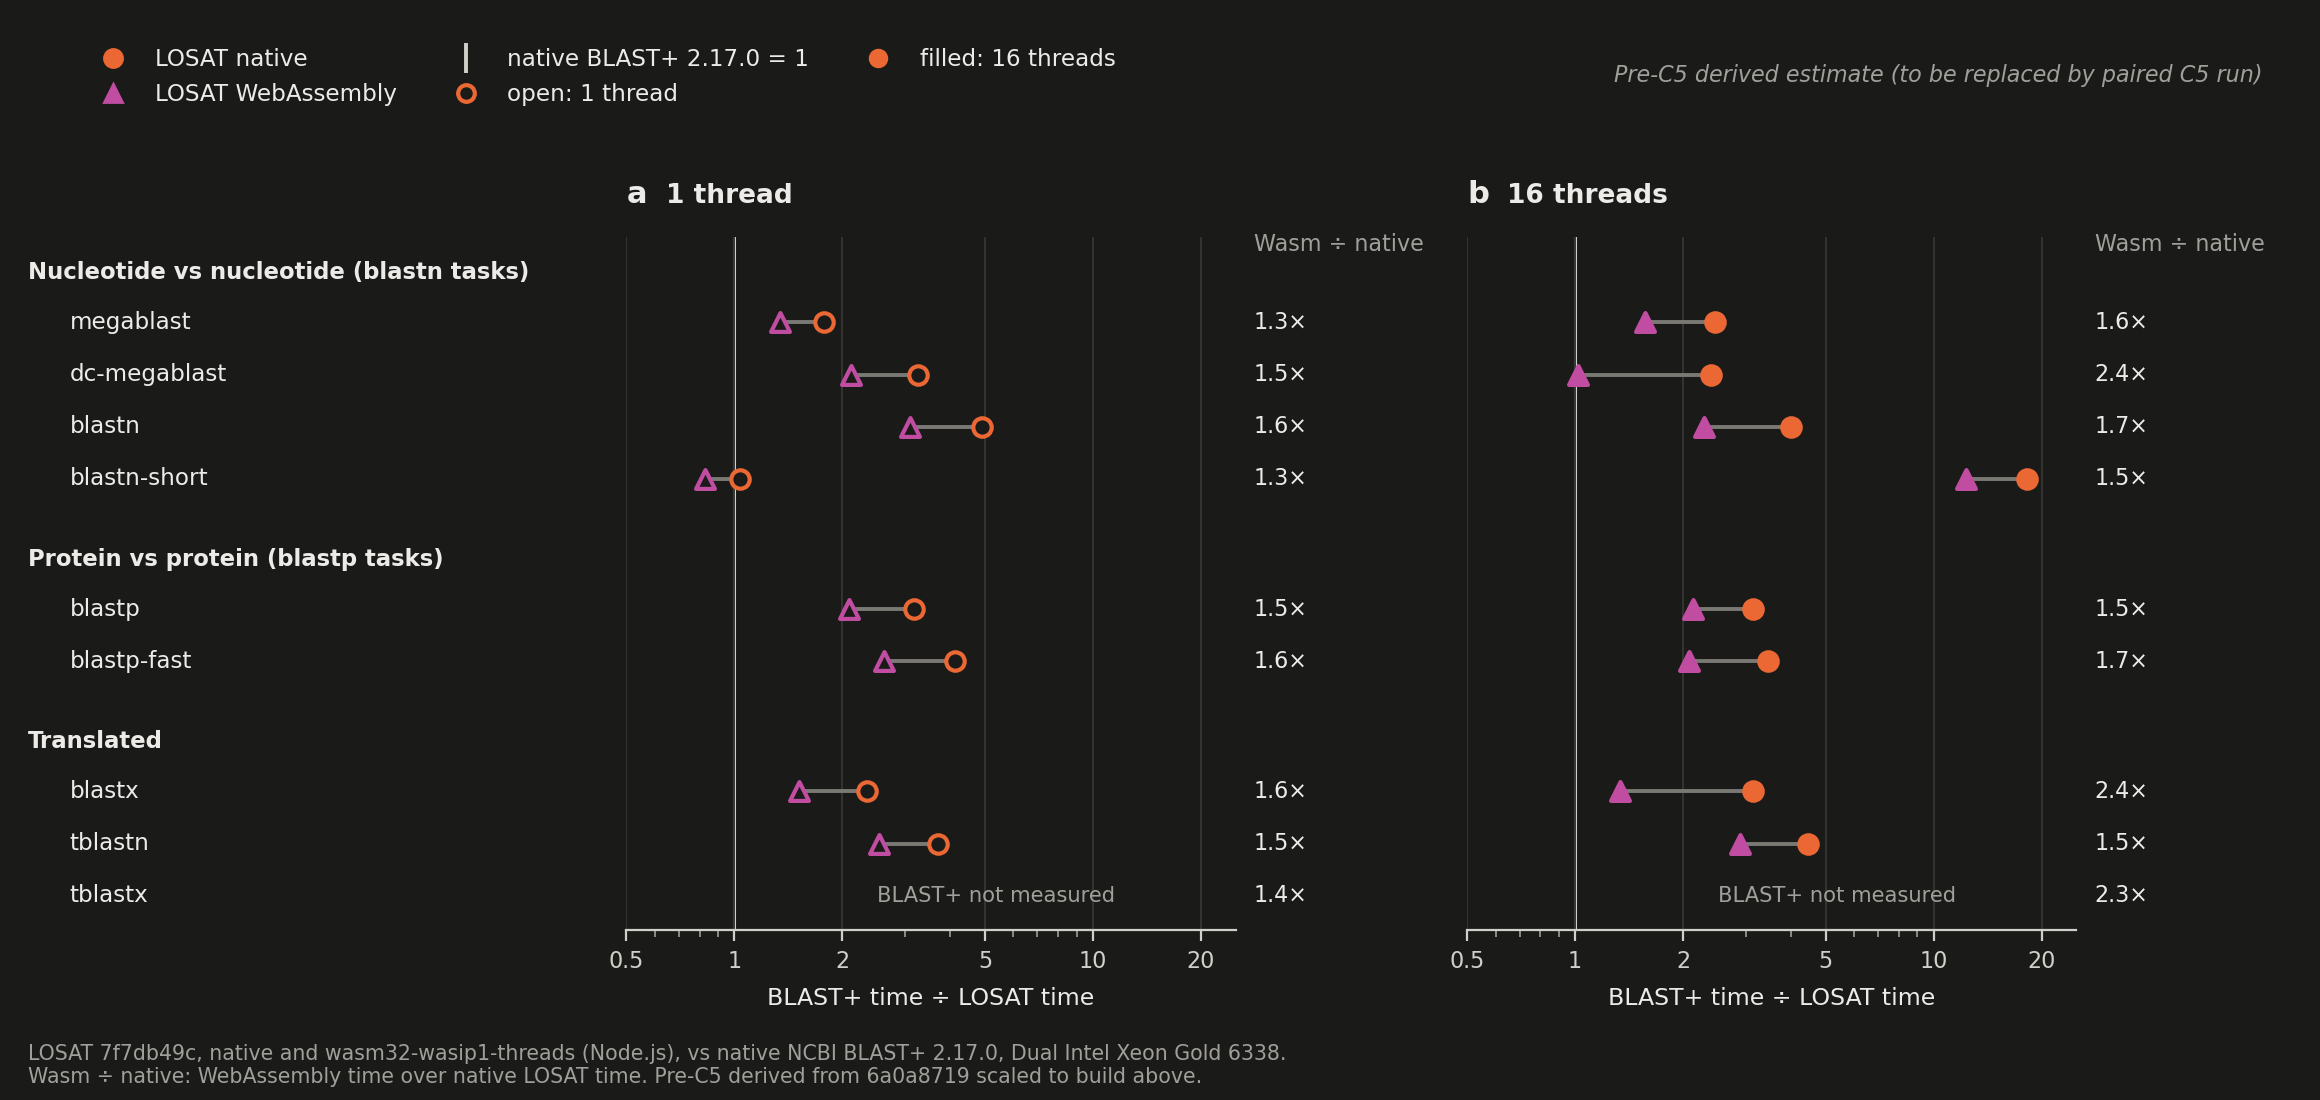 LOSAT native
LOSAT WebAssembly
native BLAST+ 2.17.0 = 1
open: 1 thread
filled: 16 threads
Pre-C5 derived estimate (to be replaced by paired C5 run)
a 1 thread
b 16 threads
Wasm ÷ native
Wasm ÷ native
Nucleotide vs nucleotide (blastn tasks)
megablast 1.3× 1.6×
dc-megablast 1.5× 2.4×
blastn 1.6× 1.7×
blastn-short 1.3× 1.5×
Protein vs protein (blastp tasks)
blastp 1.5× 1.5×
blastp-fast 1.6× 1.7×
Translated
blastx 1.6× 2.4×
tblastn 1.5× 1.5×
tblastx BLAST+ not measured 1.4× BLAST+ not measured 2.3×
0.5 1 2 5 10 20
0.5 1 2 5 10 20
BLAST+ time ÷ LOSAT time
BLAST+ time ÷ LOSAT time
LOSAT 7f7db49c, native and wasm32-wasip1-threads (Node.js), vs native NCBI BLAST+ 2.17.0, Dual Intel Xeon Gold 6338.
Wasm ÷ native: WebAssembly time over native LOSAT time. Pre-C5 derived from 6a0a8719 scaled to build above.